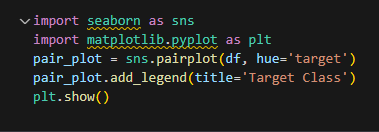 import seaborn as sns
import matplotlib.pyplot as plt
pair_plot = sns.pairplot(df, hue='target')
pair_plot.add_legend(title='Target Class')
plt.show()